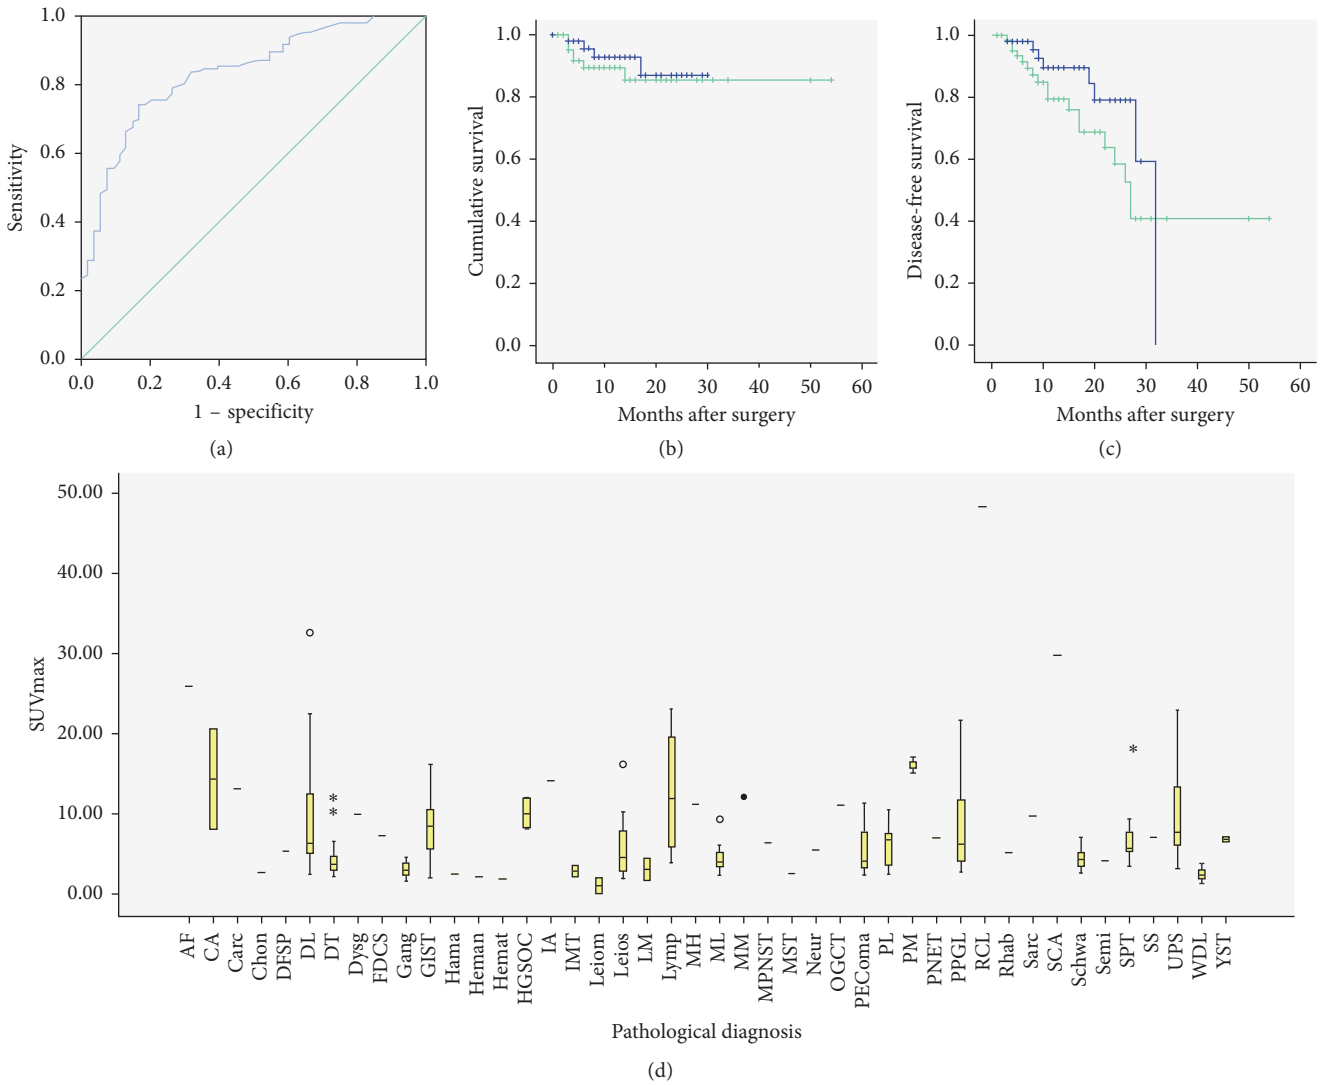 1.0
0.8
0.6
0.4
0.2
0.0
Sensitivity
0.0 0.2 0.4 0.6 0.8 1.0
1 – specificity
(a)
1.0
0.8
0.6
0.4
0.2
0.0
Cumulative survival
0 10 20 30 40 50 60
Months after surgery
(b)
1.0
0.8
0.6
0.4
0.2
0.0
Disease-free survival
0 10 20 30 40 50 60
Months after surgery
(c)
50.00
40.00
30.00
20.00
10.00
0.00
SUVmax
AF
CA
Carc
Chon
DFSP
DL
DT
Dysg
FDCS
Gang
GIST
Hama
Heman
Hemat
HGSOC
IA
IMT
Leiom
Leios
LM
Lymp
MH
ML
MM
MPNST
MST
Neur
OGCT
PEComa
PL
PM
PNET
PPGL
RCL
Rhab
Sarc
SCA
Schwa
Semi
SPT
SS
UPS
WDL
YST
Pathological diagnosis
(d)